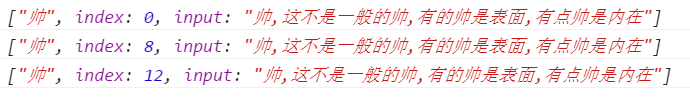 ["帅", index: 0, input: "帅,这不是一般的帅,有的帅是表面,有点帅是内在"]
["帅", index: 8, input: "帅,这不是一般的帅,有的帅是表面,有点帅是内在"]
["帅", index: 12, input: "帅,这不是一般的帅,有的帅是表面,有点帅是内在"]